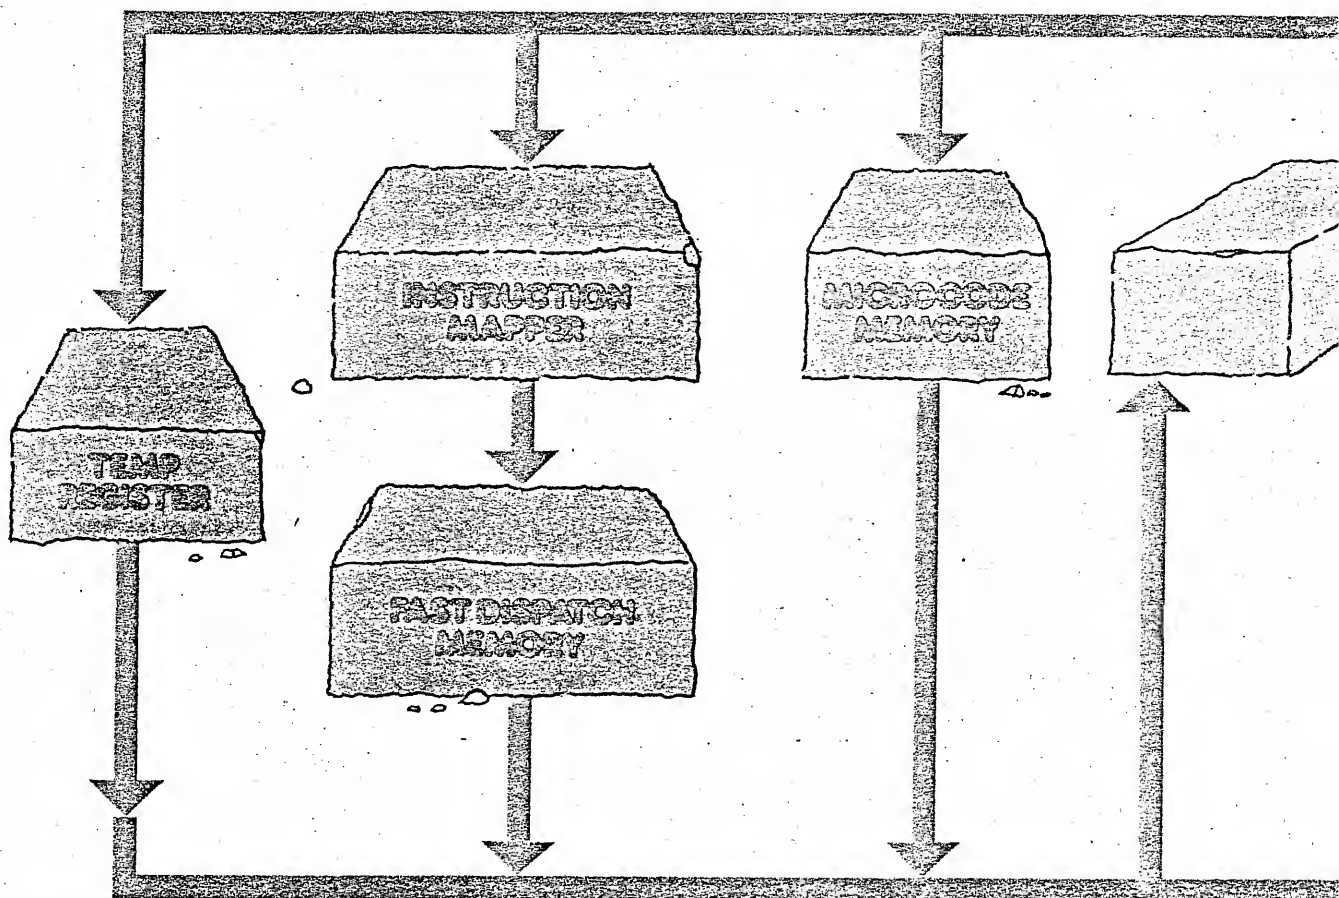 INSTRUCTION
MAPPER
MICROCODE
MEMORY
TEMP
REGISTER
FAST DISPATCH
MEMORY